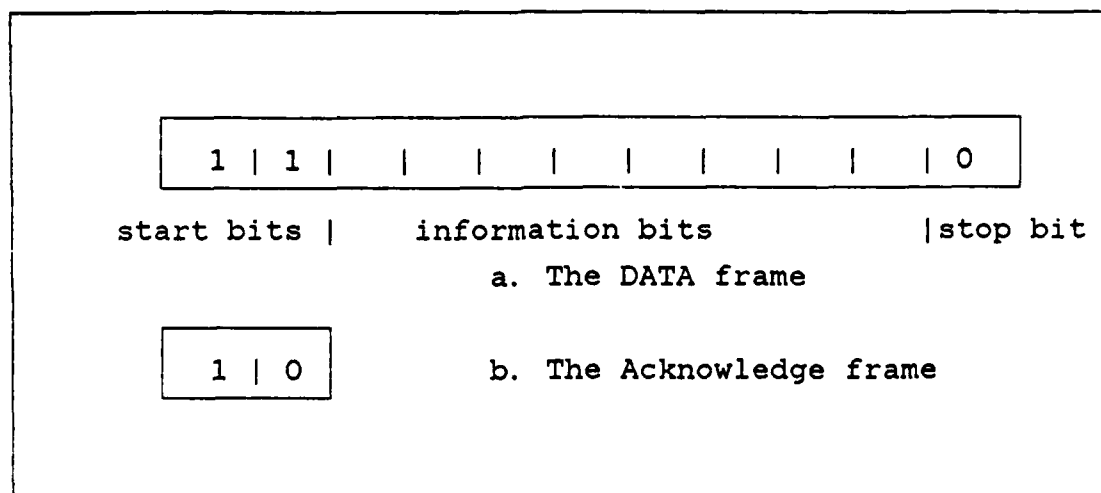 1 | 1 | | | | | | | | | 0
start bits | information bits | stop bit
a. The DATA frame
1 | 0 b. The Acknowledge frame